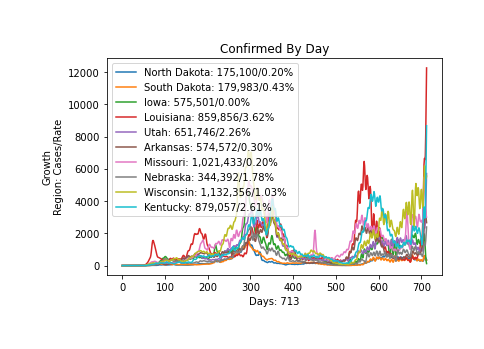 Confirmed By Day
Growth
Region: Cases/Rate
12000
10000
8000
6000
4000
2000
0
North Dakota: 175,100/0.20%
South Dakota: 179,983/0.43%
Iowa: 575,501/0.00%
Louisiana: 859,856/3.62%
Utah: 651,746/2.26%
Arkansas: 574,572/0.30%
Missouri: 1,021,433/0.20%
Nebraska: 344,392/1.78%
Wisconsin: 1,132,356/1.03%
Kentucky: 879,057/2.61%
0 100 200 300 400 500 600 700
Days: 713